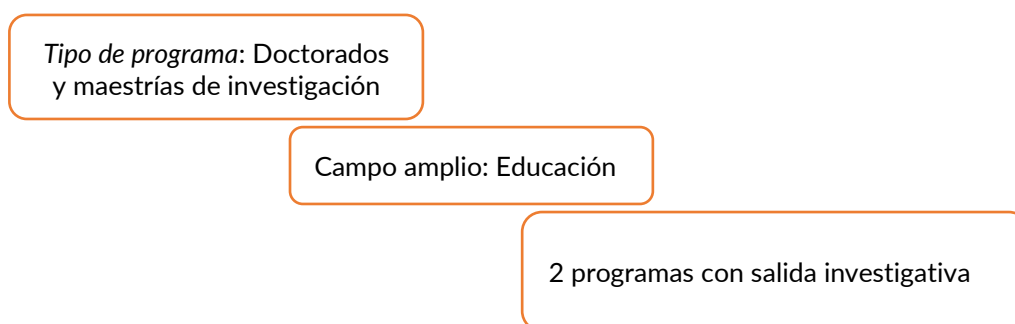 Tipo de programa: Doctorados
y maestrías de investigación
Campo amplio: Educación
2 programas con salida investigativa